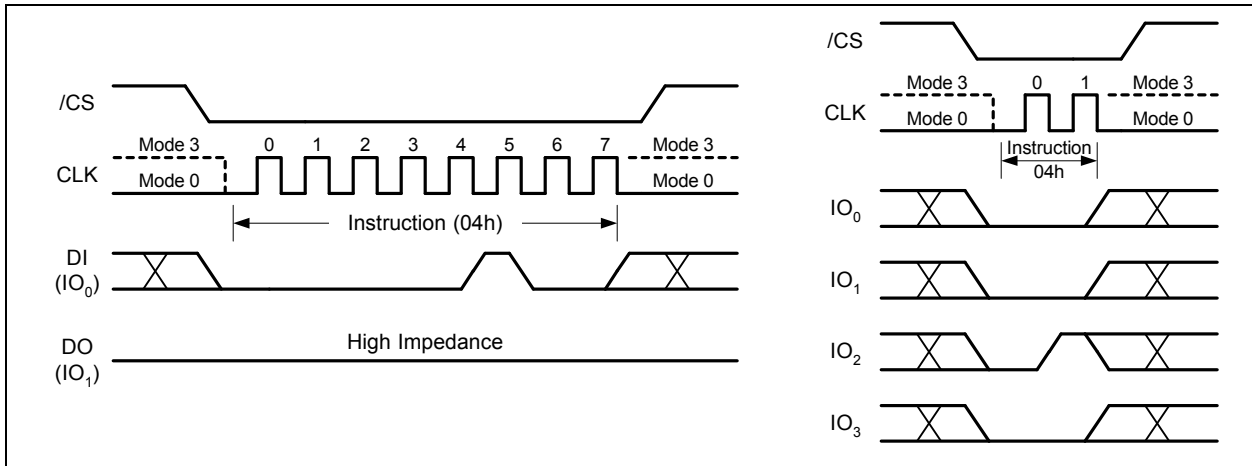 /CS
Mode 3 0 1 2 3 4 5 6 7 Mode 3
CLK
Mode 0 Mode 0
Instruction (04h)
DI
(IO0)
High Impedance
DO
(IO1)
/CS
Mode 3 0 1 Mode 3
CLK
Mode 0 Mode 0
Instruction
04h
IO0
IO1
IO2
IO3